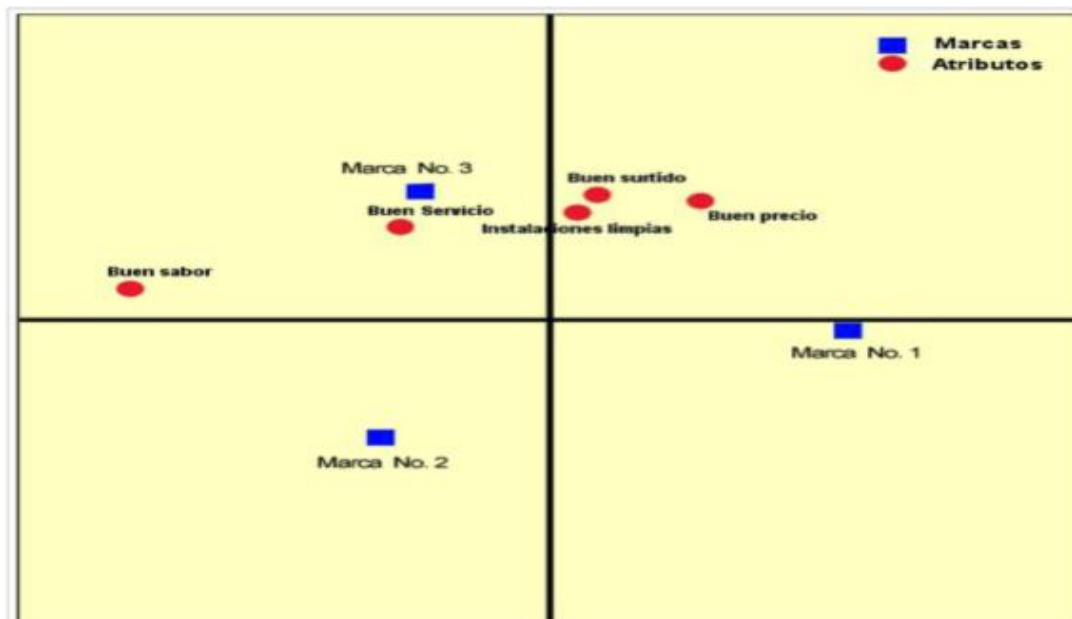 Marcas
Atributos
Marca No. 3
Buen surtido
Buen Servicio
Buen precio
Instalaciones limpias
Buen sabor
Marca No. 1
Marca No. 2